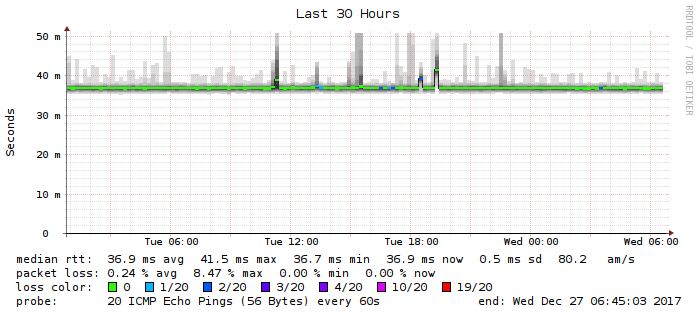 Last 30 Hours
RRDTOOL / TOBI OETIKER
Seconds
50 m
40 m
30 m
20 m
10 m
0
Tue 06:00 Tue 12:00 Tue 18:00 Wed 00:00 Wed 06:00
median rtt: 36.9 ms avg 41.5 ms max 36.7 ms min 36.9 ms now 0.5 ms sd 80.2 am/s
packet loss: 0.24 % avg 8.47 % max 0.00 % min 0.00 % now
loss color: 0 1/20 2/20 3/20 4/20 10/20 19/20
probe: 20 ICMP Echo Pings (56 Bytes) every 60s end: Wed Dec 27 06:45:03 2017